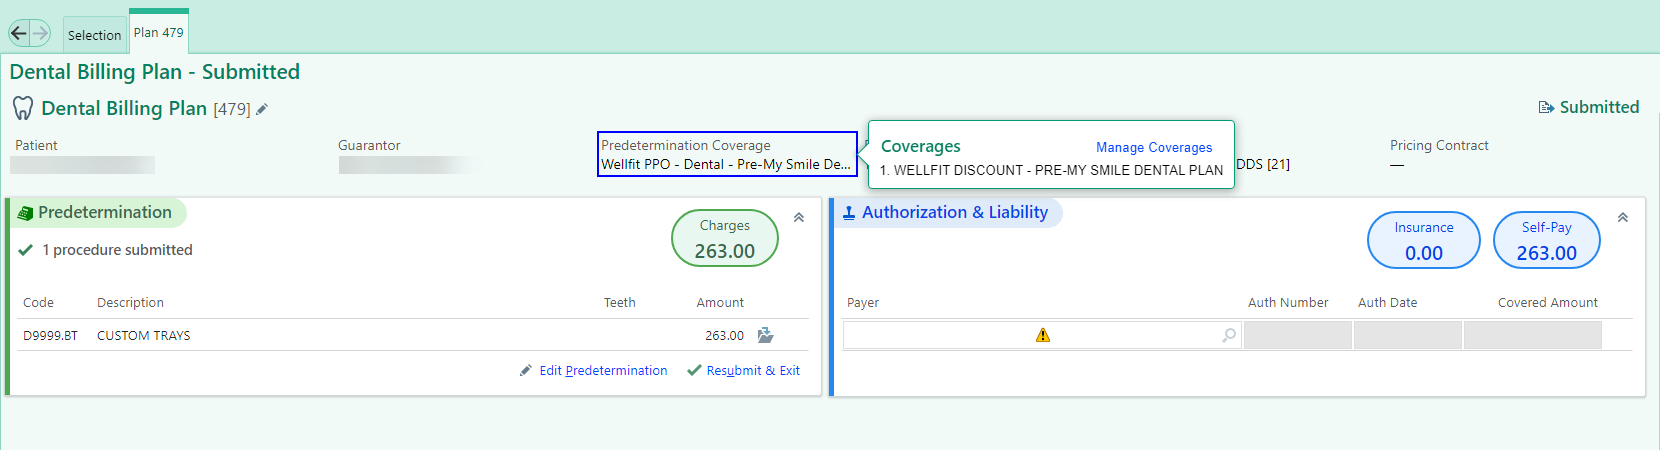 Selection
Plan 479
Dental Billing Plan - Submitted
Dental Billing Plan [479]
Submitted
Patient
Guarantor
Predetermination Coverage
Wellfit PPO - Dental - Pre-My Smile De...
Coverages
Manage Coverages
1. WELLFIT DISCOUNT - PRE-MY SMILE DENTAL PLAN
DDS [21]
Pricing Contract
—
Predetermination
1 procedure submitted
Charges
263.00
Code Description Teeth Amount
D9999.BT CUSTOM TRAYS 263.00
Edit Predetermination
Resubmit & Exit
Authorization & Liability
Insurance
0.00
Self-Pay
263.00
Payer Auth Number Auth Date Covered Amount